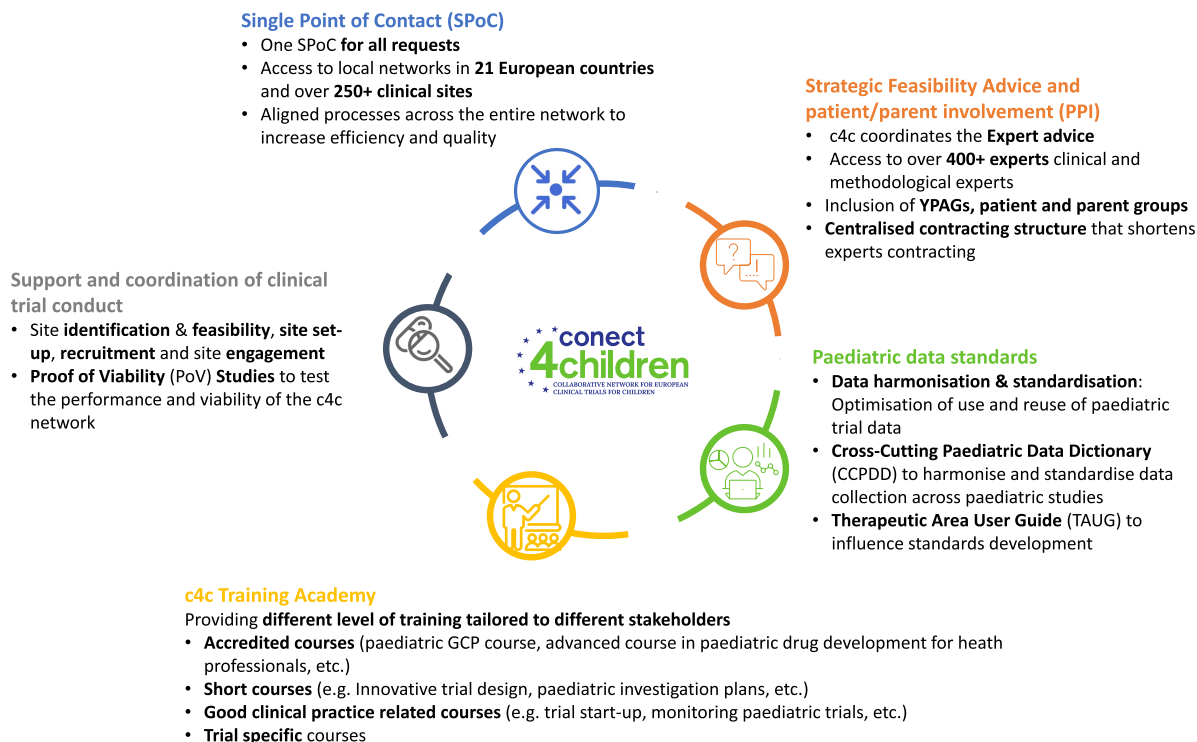 Single Point of Contact (SPoC)
• One SPoC for all requests
• Access to local networks in 21 European countries
and over 250+ clinical sites
• Aligned processes across the entire network to
increase efficiency and quality
Strategic Feasibility Advice and
patient/parent involvement (PPI)
• c4c coordinates the Expert advice
• Access to over 400+ experts clinical and
methodological experts
• Inclusion of YPAGs, patient and parent groups
• Centralised contracting structure that shortens
experts contracting
Support and coordination of clinical
trial conduct
• Site identification & feasibility, site set-
up, recruitment and site engagement
• Proof of Viability (PoV) Studies to test
the performance and viability of the c4c
network
conect
4children
COLLABORATIVE NETWORK FOR EUROPEAN
CLINICAL TRIALS FOR CHILDREN
Paediatric data standards
• Data harmonisation & standardisation:
Optimisation of use and reuse of paediatric
trial data
• Cross-Cutting Paediatric Data Dictionary
(CCPDD) to harmonise and standardise data
collection across paediatric studies
• Therapeutic Area User Guide (TAUG) to
influence standards development
c4c Training Academy
Providing different level of training tailored to different stakeholders
• Accredited courses (paediatric GCP course, advanced course in paediatric drug development for heath
professionals, etc.)
• Short courses (e.g. Innovative trial design, paediatric investigation plans, etc.)
• Good clinical practice related courses (e.g. trial start-up, monitoring paediatric trials, etc.)
• Trial specific courses